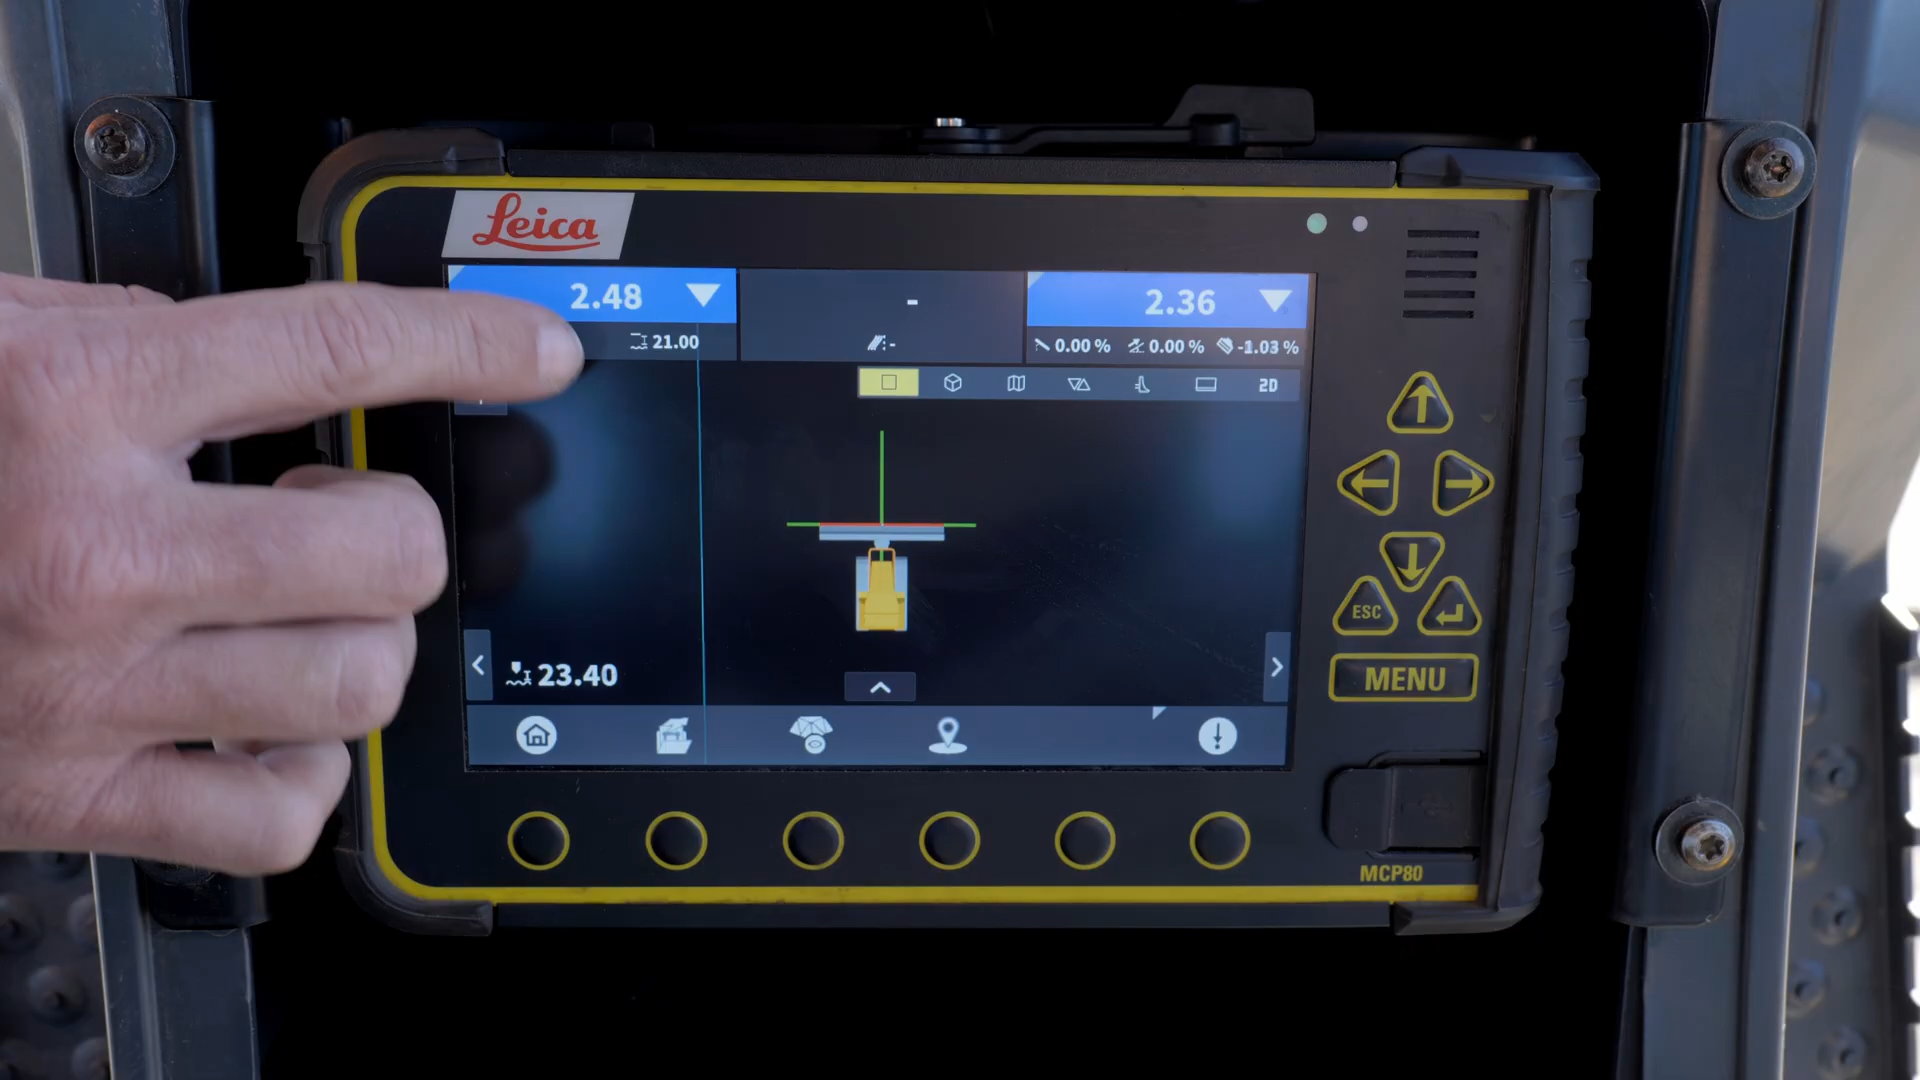 Leica
2.48
-
2.36
21.00
-
0.00 %
0.00 %
-1.03 %
2D
23.40
ESC
MENU
MCP80